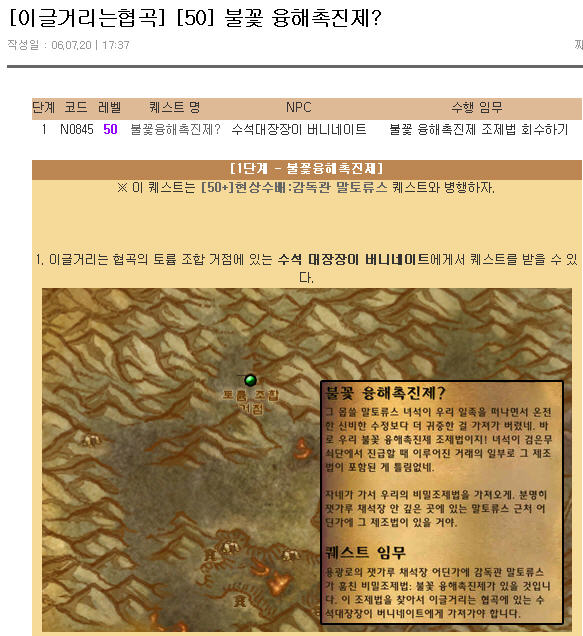 [이글거리는협곡] [50] 불꽃 융해촉진제?
작성일 : 06.07.20 | 17:37
단계 코드 레벨 퀘스트 명 NPC 수행 임무
1 N0845 50 불꽃융해촉진제? 수석대장장이 버니네이트 불꽃 융해촉진제 조제법 회수하기
[1단계 - 불꽃융해촉진제]
※ 이 퀘스트는 [50+]현상수배:감독관 말토류스 퀘스트와 병행하자.
1. 이글거리는 협곡의 토륨 조합 거점에 있는 수석 대장장이 버니네이트에게서 퀘스트를 받을 수 있
다.
토륨 조합
거점
불꽃 융해촉진제?
그 몹쓸 말토류스 녀석이 우리 일족을 떠나면서 온전
한 신비한 수정보다 더 귀중한 걸 가져가 버렸네. 바
로 우리 불꽃 융해촉진제 조제법이지! 녀석이 검은무
쇠단에서 진급할 때 이루어진 거래의 일부로 그 제조
법이 포함된 게 틀림없네.
자네가 가서 우리의 비밀조제법을 가져오게. 분명히
잿가루 채석장 안 깊은 곳에 있는 말토류스 근처 어
딘가에 그 제조법이 있을 거야.
퀘스트 임무
용광로의 잿가루 채석장 어딘가에 감독관 말토류스
가 훔친 비밀조제법: 불꽃 융해촉진제가 있을 것입니
다. 이 조제법을 찾아서 이글거리는 협곡에 있는 수
석대장장이 버니네이트에게 가져가야 합니다.